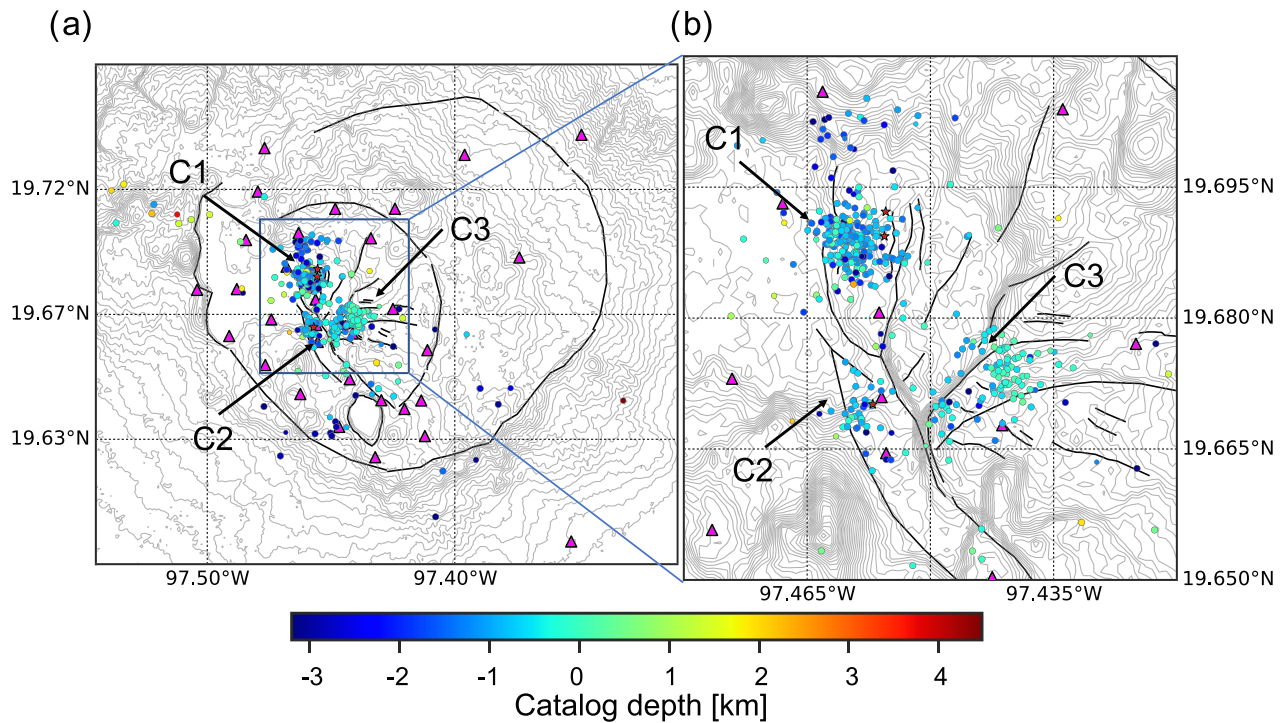 (a)
(b)
C1
C3
C2
19.72°N
19.67°N
19.63°N
97.50°W
97.40°W
C1
C3
C2
19.695°N
19.680°N
19.665°N
19.650°N
97.465°W
97.435°W
-3 -2 -1 0 1 2 3 4
Catalog depth [km]